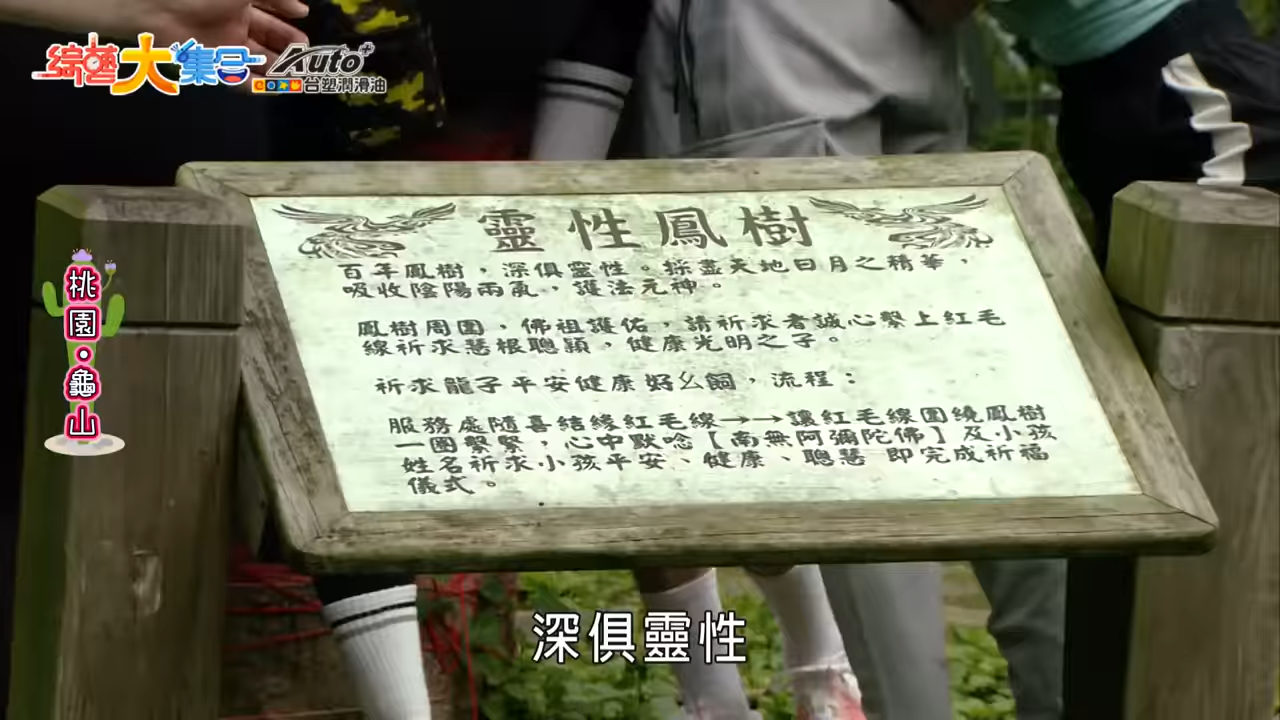 綜藝大集合
Auto+
台塑潤滑油
桃園•龜山
靈性鳳樹
百年鳳樹，深俱靈性。採盡天地日月之精華，
吸收陰陽兩氣，護法元神。
鳳樹周圍，佛祖護佑，請祈求者誠心繫上紅毛
線祈求慧根聰穎，健康光明之子。
祈求龍子平安健康好ㄠ飼，流程：
服務處隨喜結緣紅毛線→→讓紅毛線圍繞鳳樹
一圈繫緊，心中默唸【南無阿彌陀佛】及小孩
姓名祈求小孩平安、健康、聰慧 即完成祈福
儀式。
深俱靈性